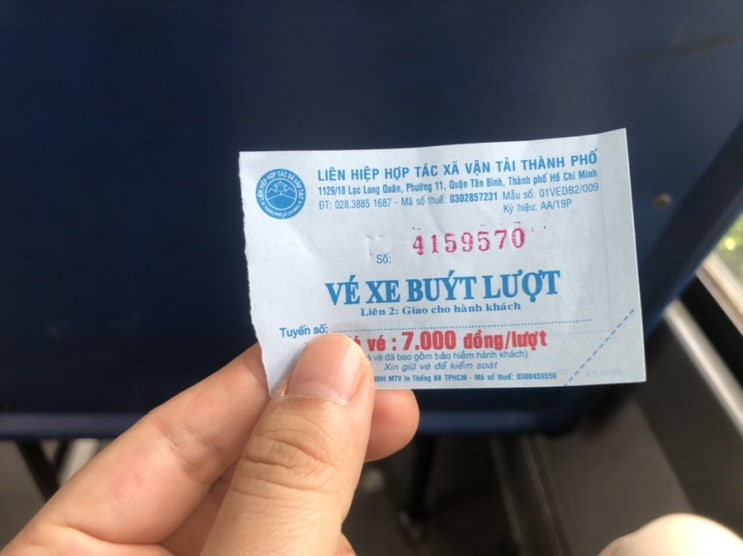 LIÊN HIỆP HỢP TÁC XÃ VẬN TẢI THÀNH PHỐ
1129/18 Lạc Long Quân, Phường 11, Quận Tân Bình, Thành phố Hồ Chí Minh
ĐT: 028.3885 1687 - Mã số thuế: 0302857231 Mẫu số: 01VEDB2/009
Ký hiệu: AA/19P
Số: 4159570
VÉ XE BUÝT LƯỢT
Liên 2: Giao cho hành khách
Tuyến số:
vé : 7.000 đồng/lượt
vé đã bao gồm bảo hiểm hành khách)
Xin giữ vé để kiểm soát
MTV In Thống Kê TPHCM - Mã số thuế: 0300459556